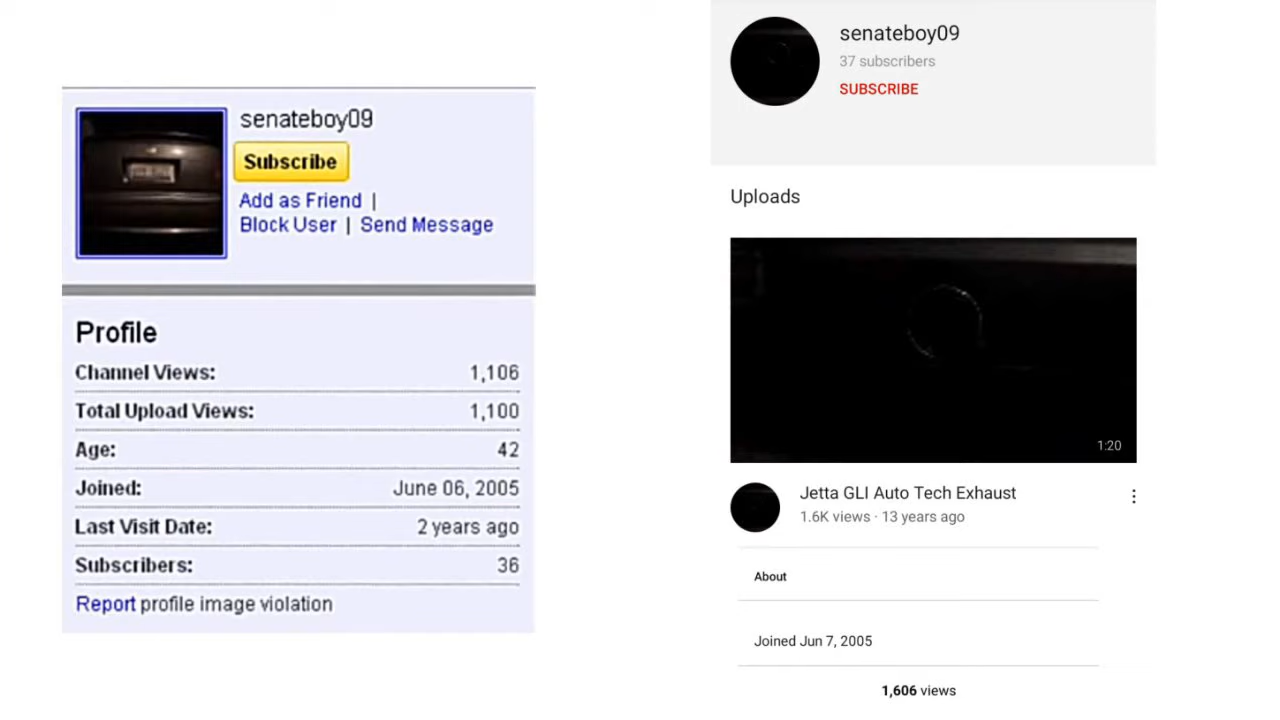 senateboy09
Subscribe
Add as Friend |
Block User | Send Message
Profile
Channel Views: 1,106
Total Upload Views: 1,100
Age: 42
Joined: June 06, 2005
Last Visit Date: 2 years ago
Subscribers: 36
Report profile image violation
senateboy09
37 subscribers
SUBSCRIBE
Uploads
1:20
Jetta GLI Auto Tech Exhaust
1.6K views · 13 years ago
About
Joined Jun 7, 2005
1,606 views